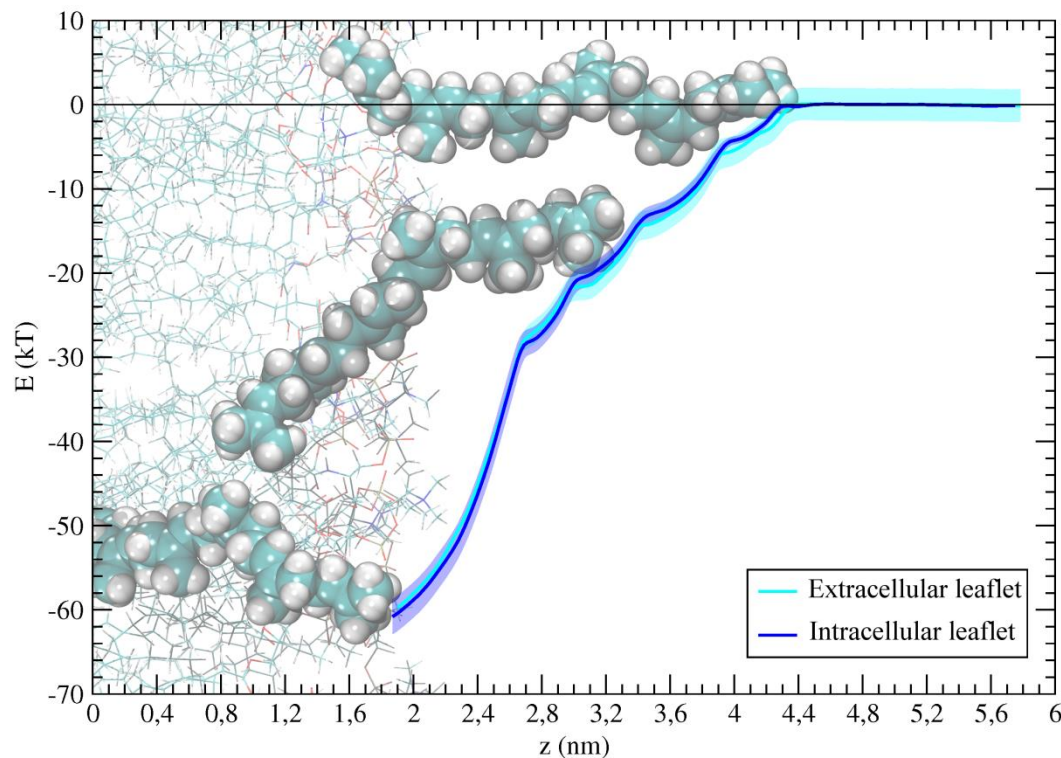 10
0
-10
-20
-30
-40
-50
-60
-70
E (kT)
Extracellular leaflet
Intracellular leaflet
0 0,4 0,8 1,2 1,6 2 2,4 2,8 3,2 3,6 4 4,4 4,8 5,2 5,6 6
z (nm)